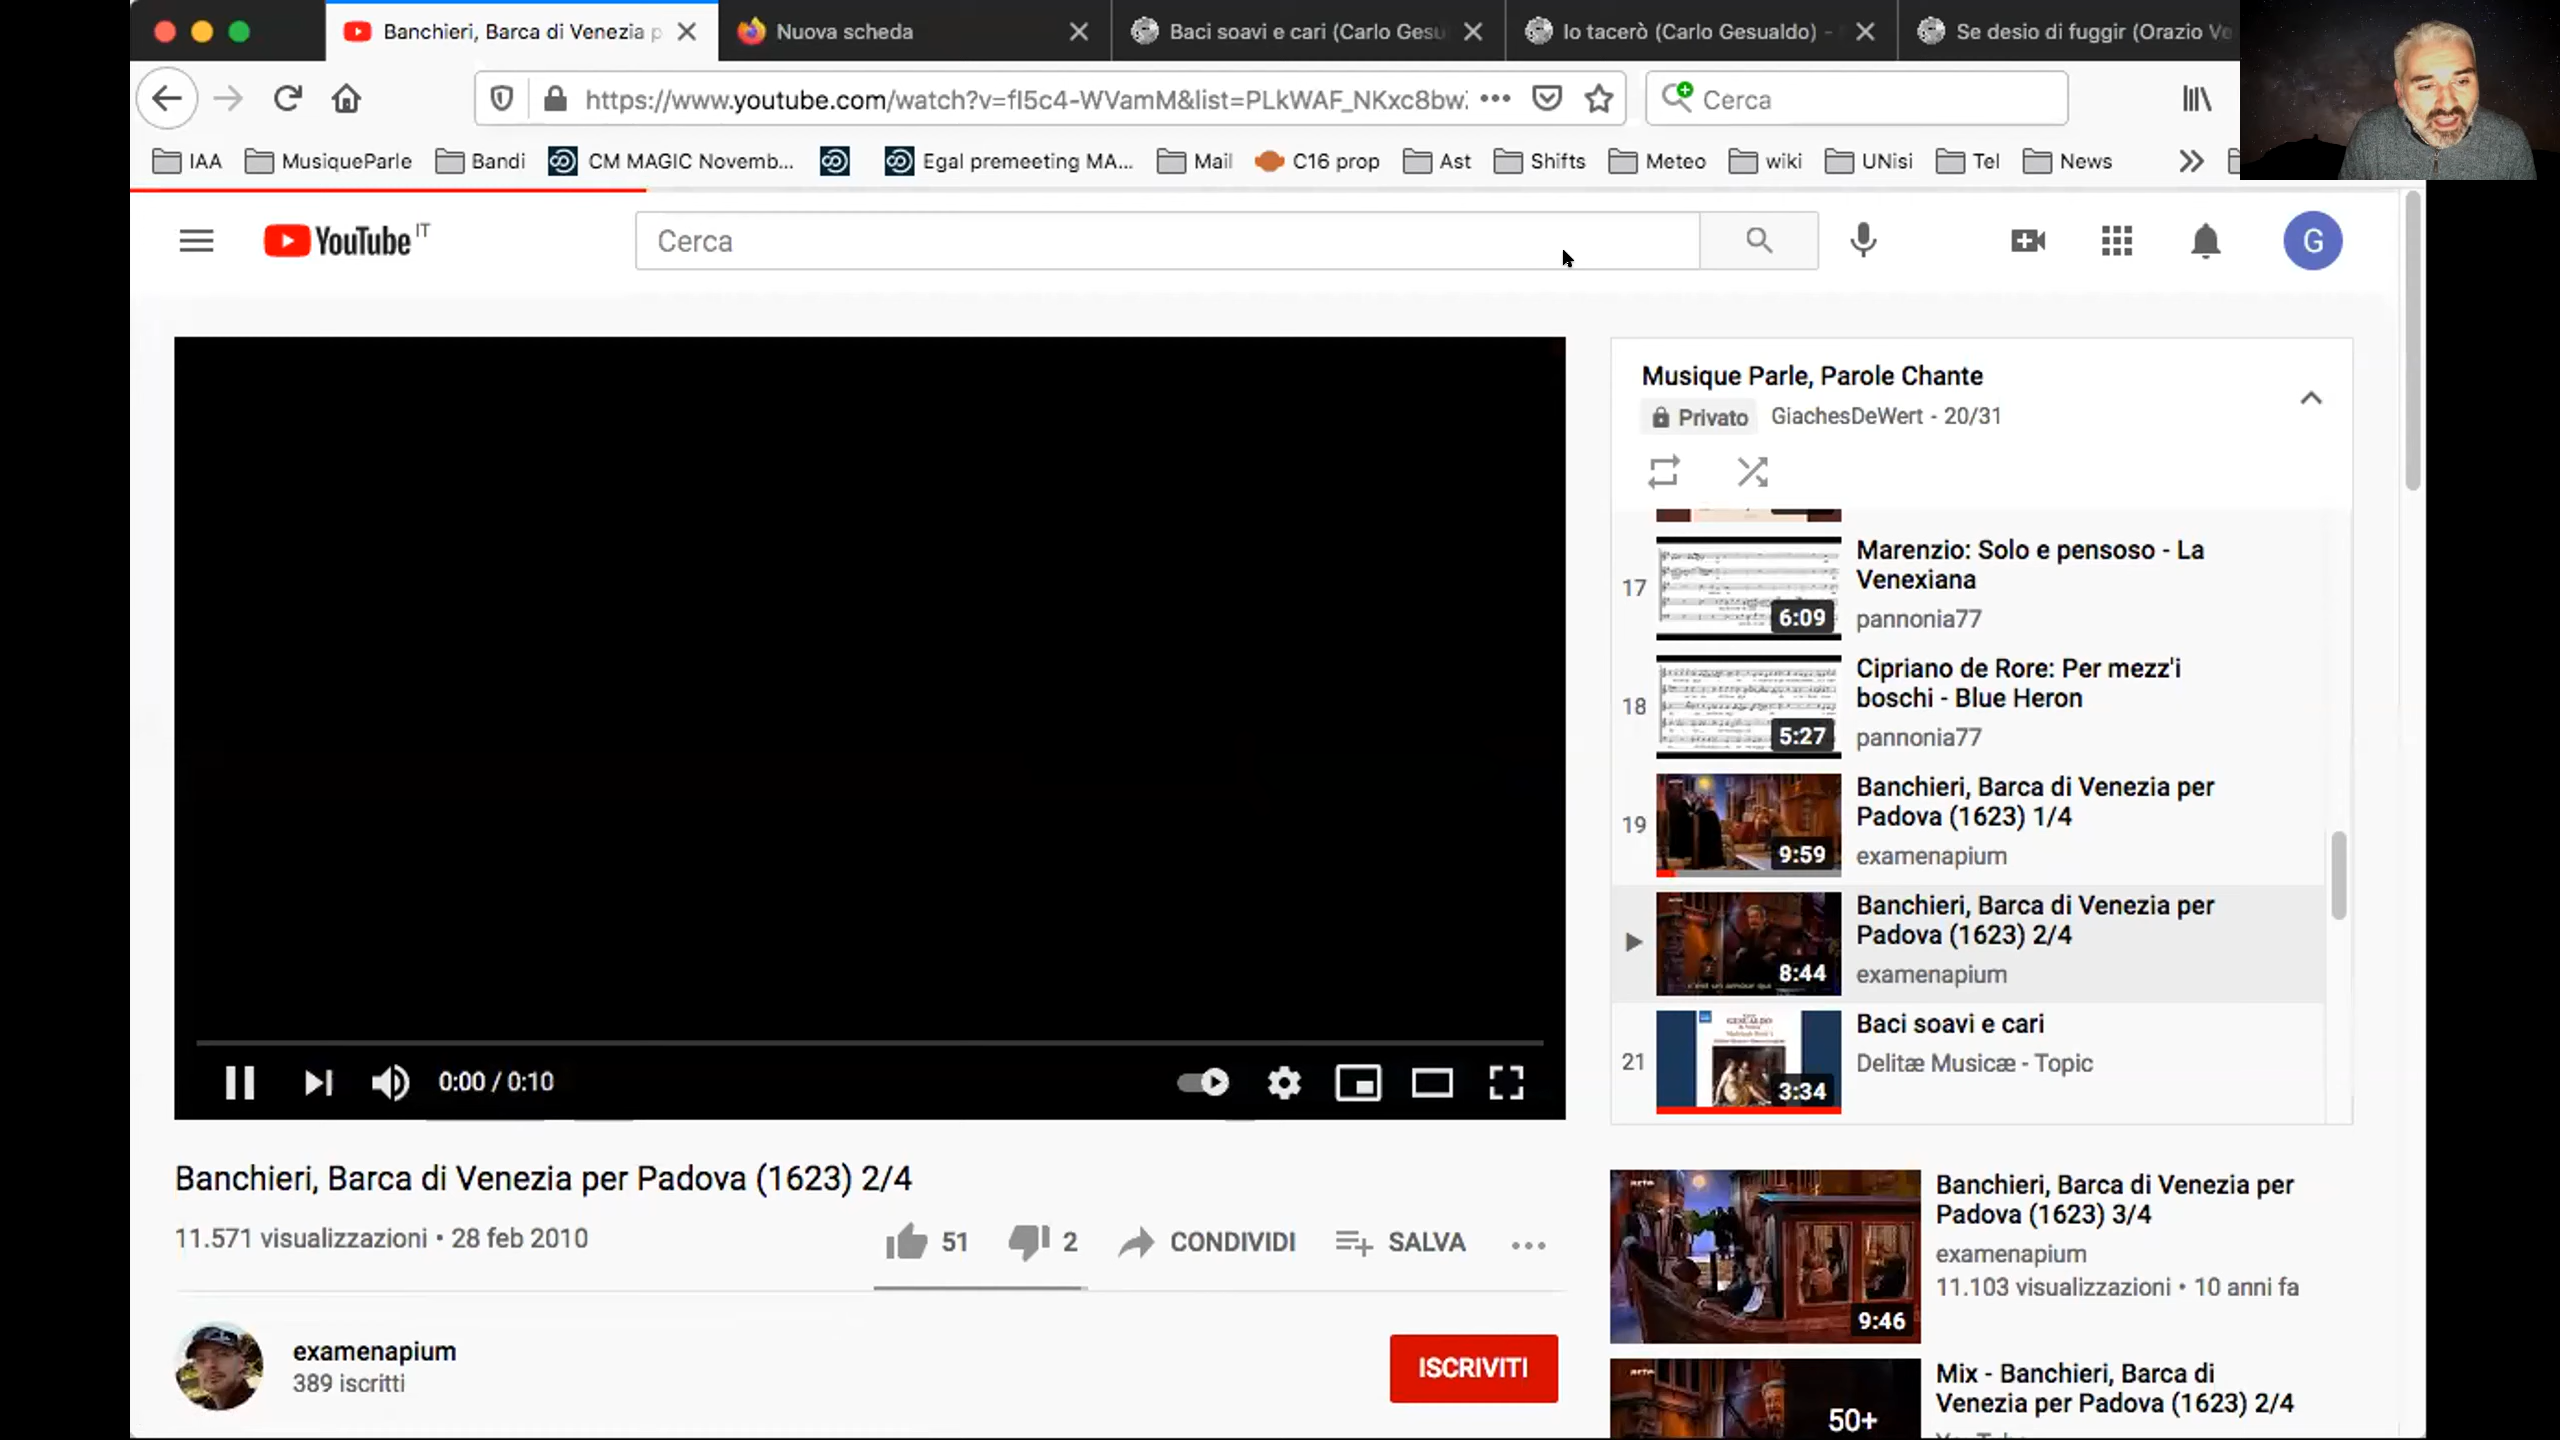 Banchieri, Barca di Venezia p
Nuova scheda
Baci soavi e cari (Carlo Gesu
Io tacerò (Carlo Gesualdo) -
Se desio di fuggir (Orazio Ve
https://www.youtube.com/watch?v=fI5c4-WVamM&list=PLkWAF_NKxc8bw
Cerca
IAA
MusiqueParle
Bandi
CM MAGIC Novemb...
Egal premeeting MA...
Mail
C16 prop
Ast
Shifts
Meteo
wiki
UNisi
Tel
News
YouTube IT
Cerca
G
Musique Parle, Parole Chante
Privato
GiachesDeWert - 20/31
17
6:09
Marenzio: Solo e pensoso - La
Venexiana
pannonia77
18
5:27
Cipriano de Rore: Per mezz'i
boschi - Blue Heron
pannonia77
19
9:59
Banchieri, Barca di Venezia per
Padova (1623) 1/4
examenapium
c'est un amour qui
8:44
Banchieri, Barca di Venezia per
Padova (1623) 2/4
examenapium
21
GESUALDO
3:34
Baci soavi e cari
Delitæ Musicæ - Topic
0:00 / 0:10
Banchieri, Barca di Venezia per Padova (1623) 2/4
11.571 visualizzazioni • 28 feb 2010
51
2
CONDIVIDI
SALVA
examenapium
389 iscritti
ISCRIVITI
arte
9:46
Banchieri, Barca di Venezia per
Padova (1623) 3/4
examenapium
11.103 visualizzazioni • 10 anni fa
arte
50+
Mix - Banchieri, Barca di
Venezia per Padova (1623) 2/4